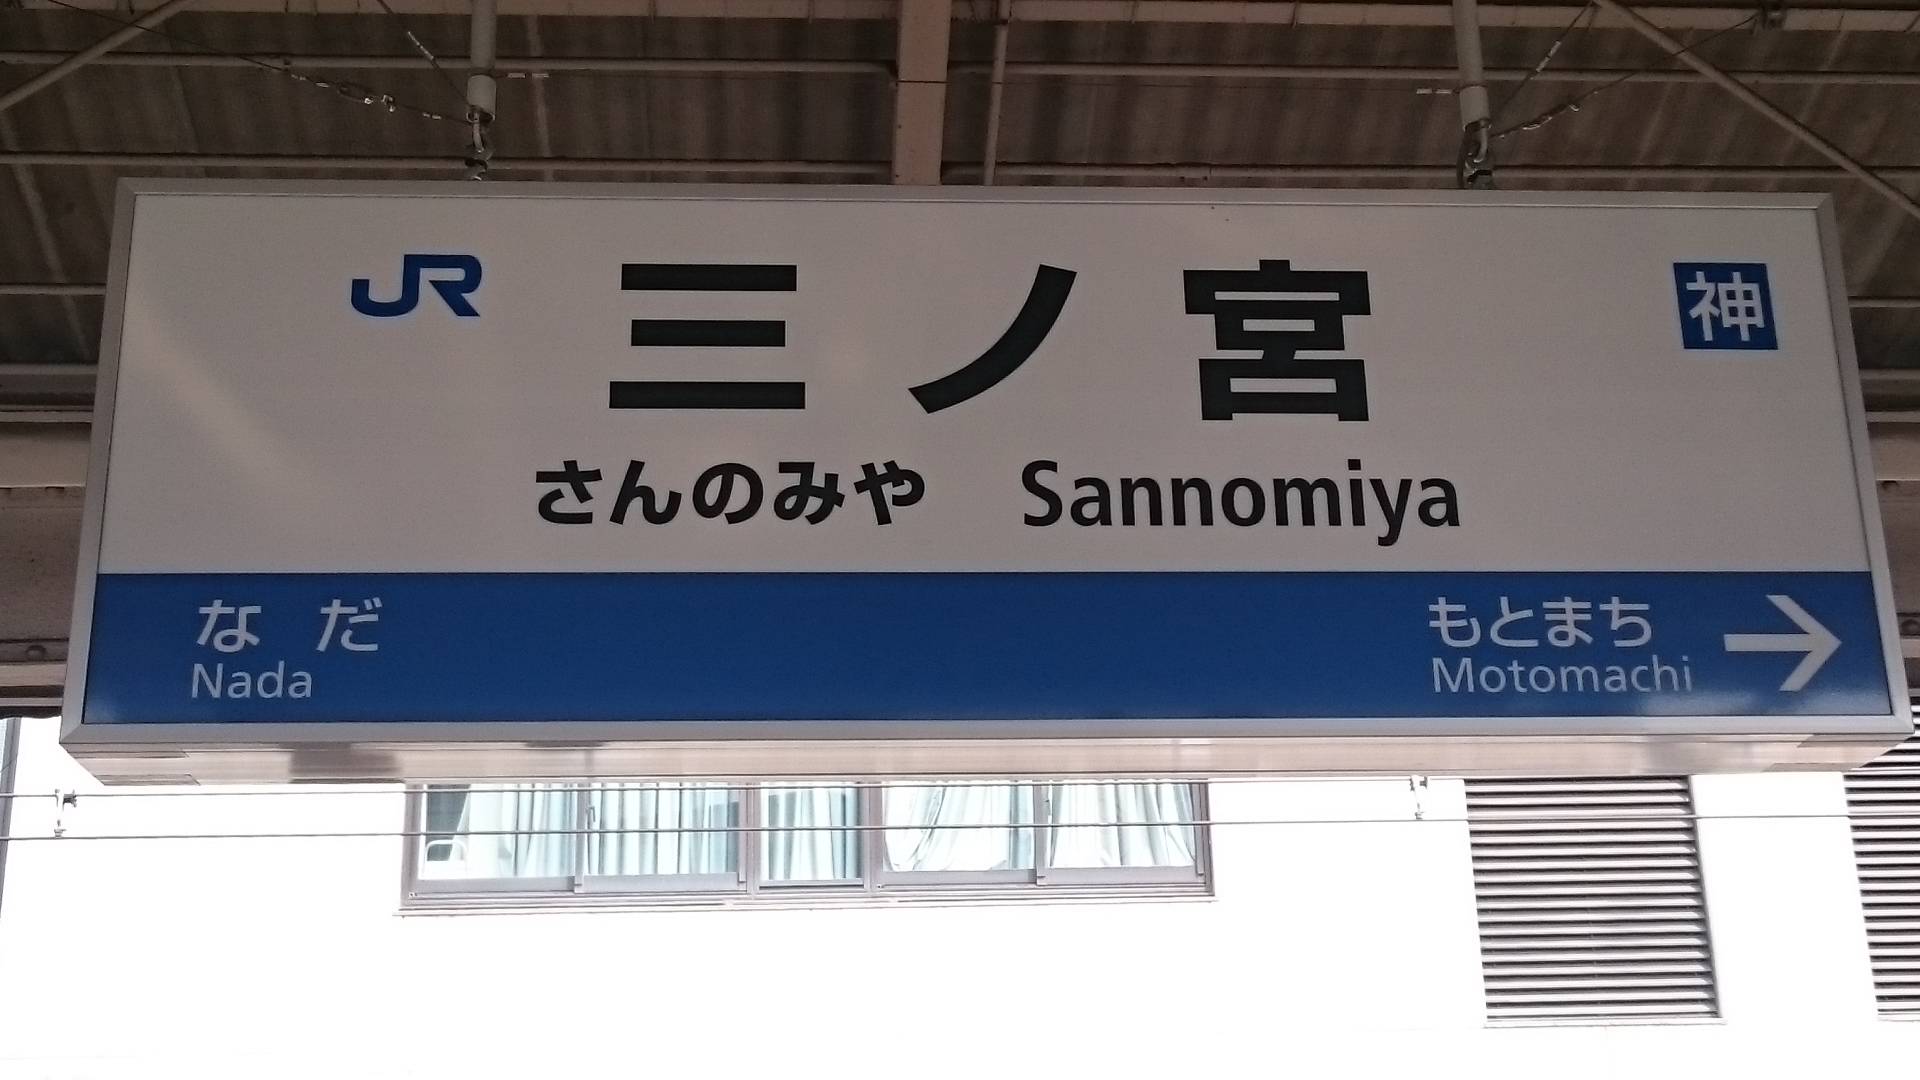 JR 三ノ宮 神
さんのみや Sannomiya
なだ もとまち →
Nada Motomachi